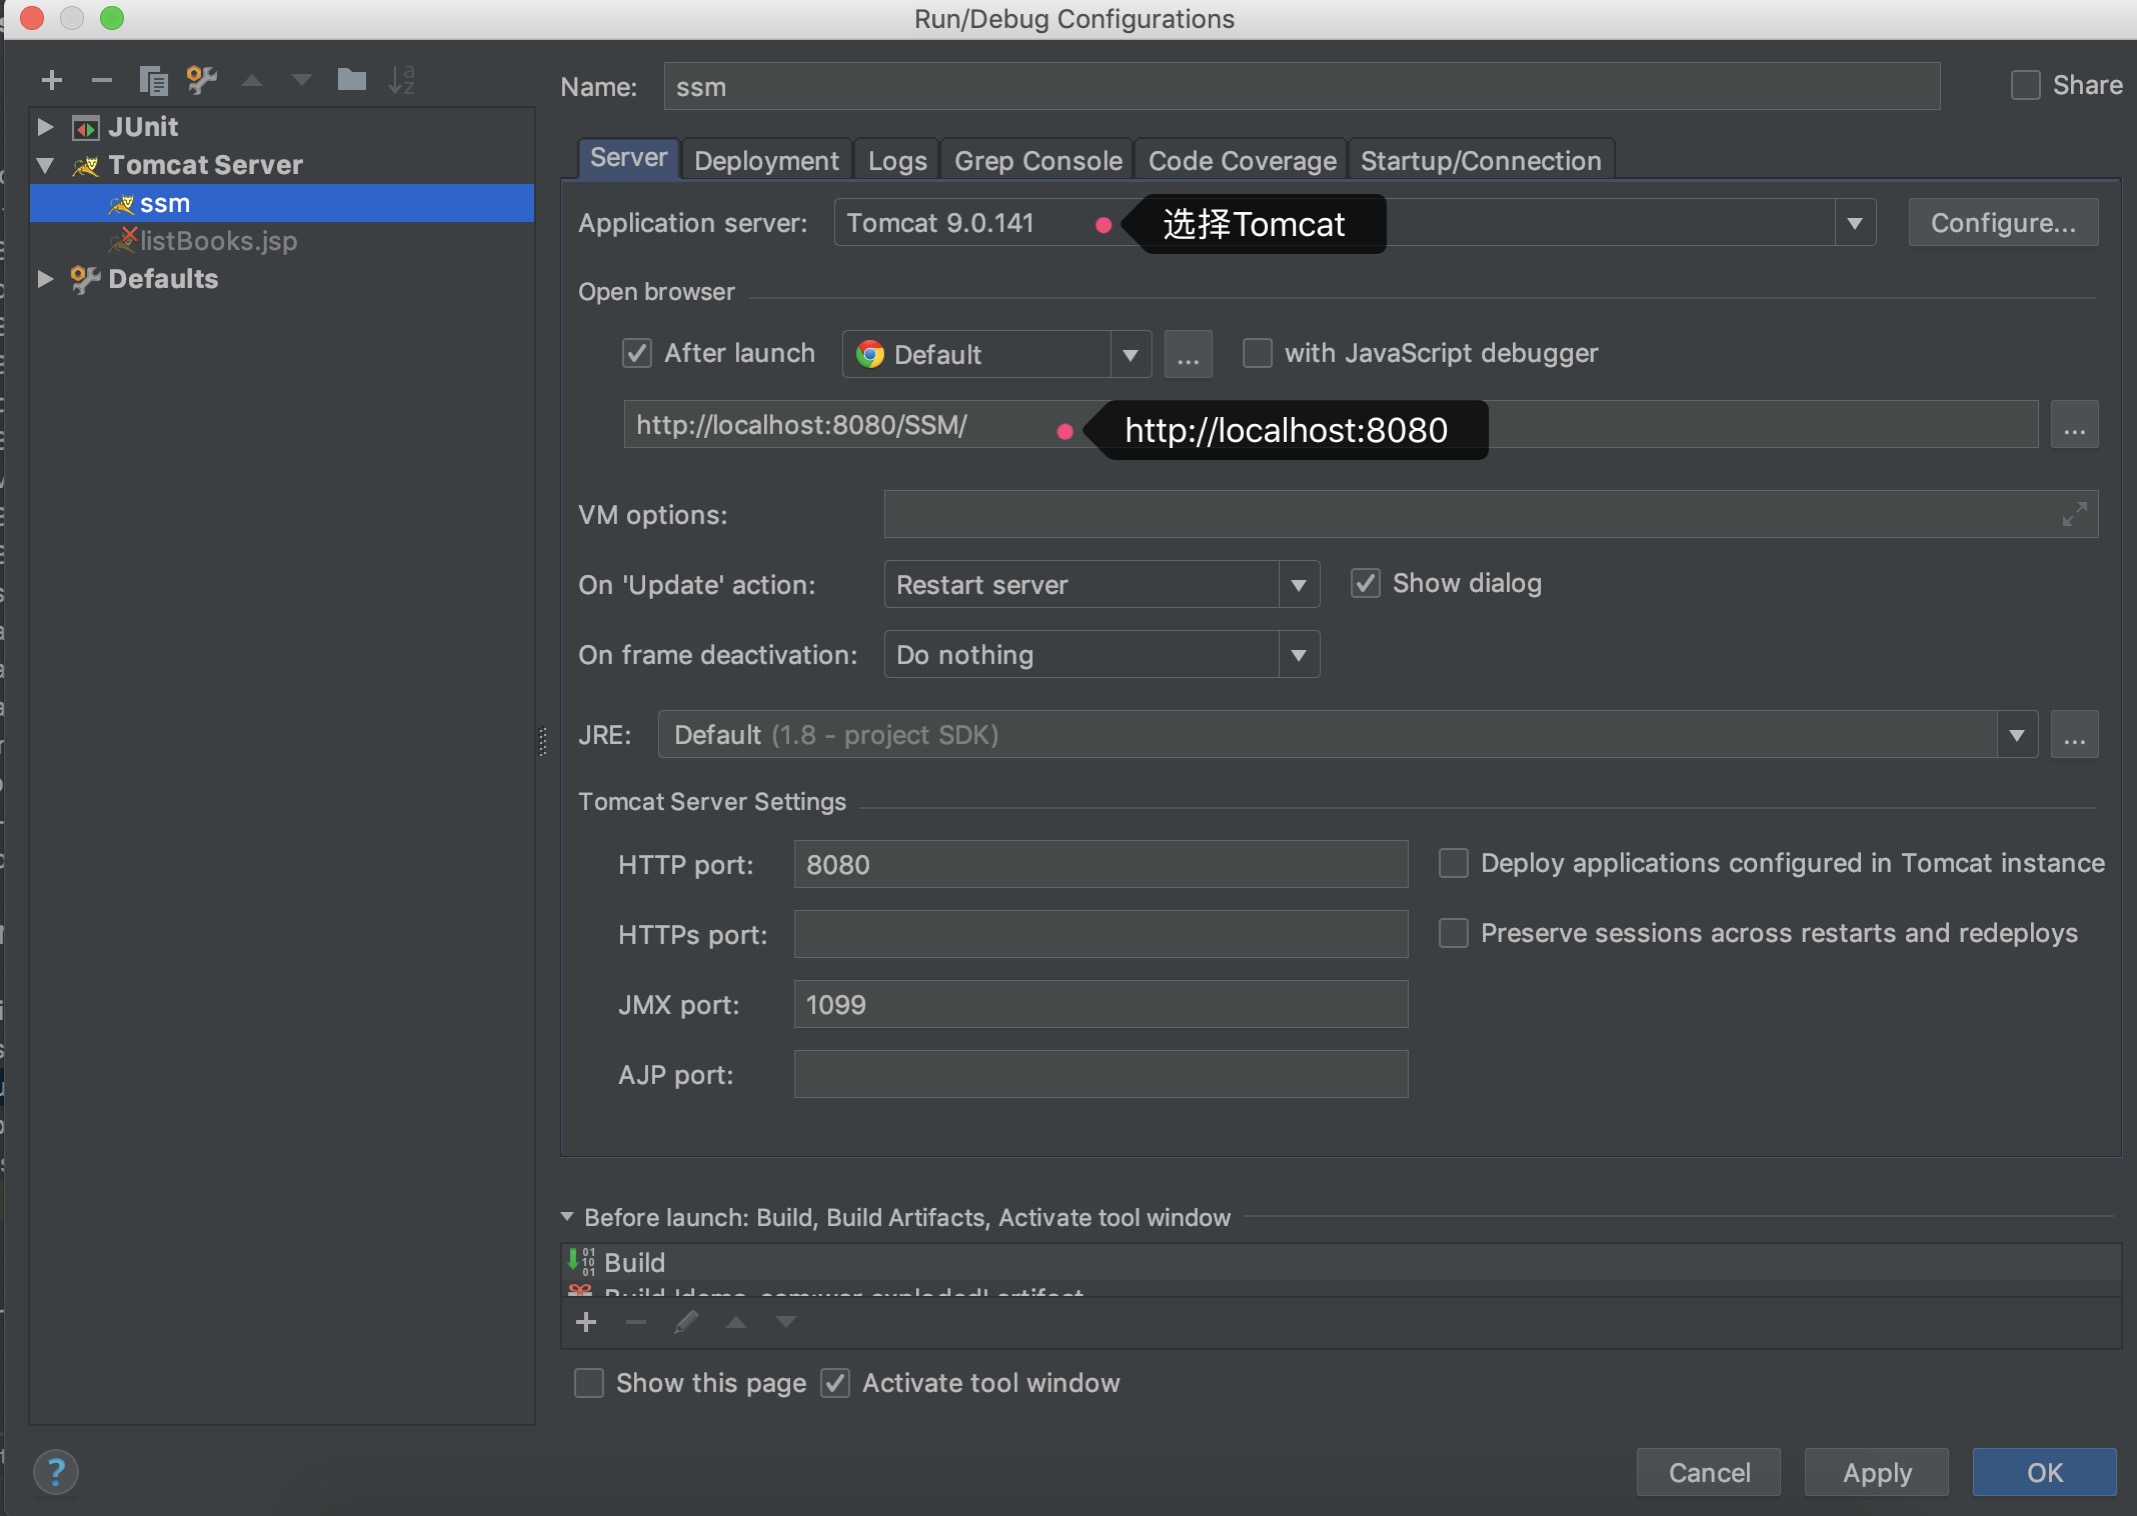 Run/Debug Configurations
JUnit
Tomcat Server
ssm
listBooks.jsp
Defaults
Name: ssm
Share
Server Deployment Logs Grep Console Code Coverage Startup/Connection
Application server: Tomcat 9.0.141 选择Tomcat Configure...
Open browser
After launch Default ... with JavaScript debugger
http://localhost:8080/SSM/ http://localhost:8080 ...
VM options:
On 'Update' action: Restart server Show dialog
On frame deactivation: Do nothing
JRE: Default (1.8 - project SDK) ...
Tomcat Server Settings
HTTP port: 8080 Deploy applications configured in Tomcat instance
HTTPs port: Preserve sessions across restarts and redeploys
JMX port: 1099
AJP port:
Before launch: Build, Build Artifacts, Activate tool window
Build
Show this page Activate tool window
? Cancel Apply OK